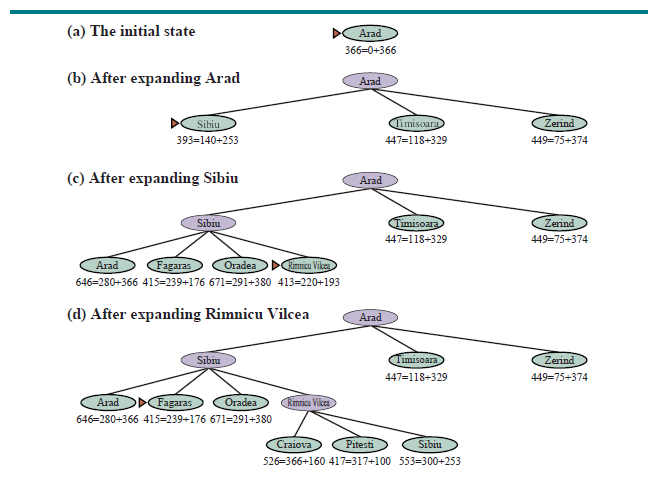 (a) The initial state
Arad
366=0+366
(b) After expanding Arad
Arad
Sibiu Timisoara Zerind
393=140+253 447=118+329 449=75+374
(c) After expanding Sibiu
Arad
Sibiu Timisoara Zerind
447=118+329 449=75+374
Arad Fagaras Oradea Rimnicu Vilcea
646=280+366 415=239+176 671=291+380 413=220+193
(d) After expanding Rimnicu Vilcea
Arad
Sibiu Timisoara Zerind
447=118+329 449=75+374
Arad Fagaras Oradea Rimnicu Vilcea
646=280+366 415=239+176 671=291+380
Craiova Pitesti Sibiu
526=366+160 417=317+100 553=300+253